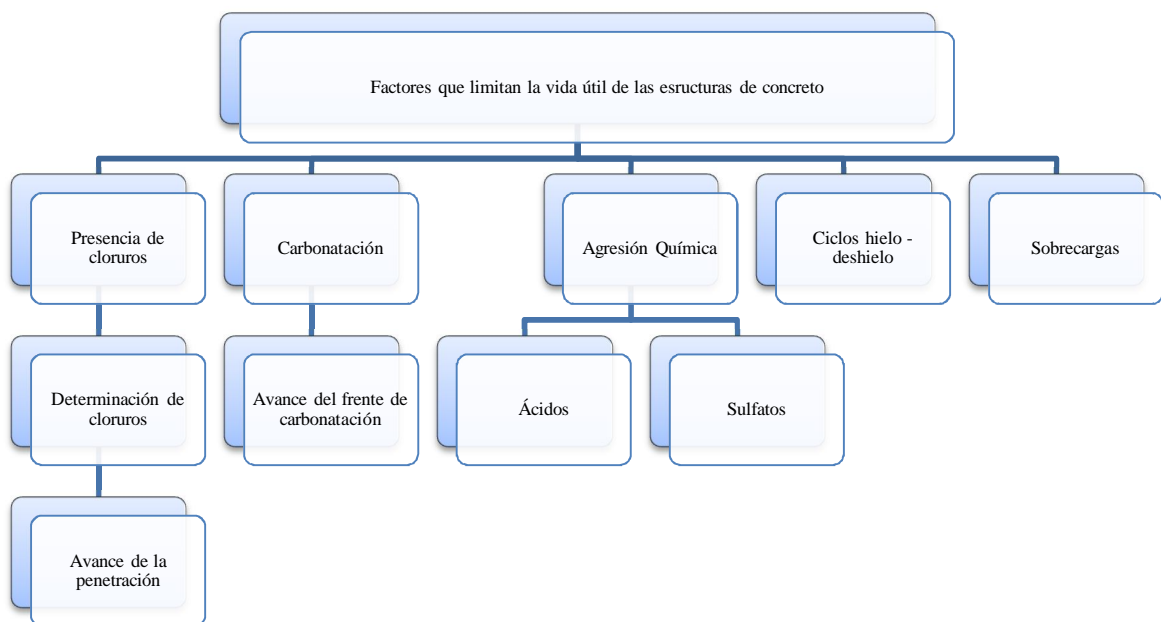 Factores que limitan la vida útil de las esructuras de concreto
Presencia de
cloruros
Carbonatación
Agresión Química
Ciclos hielo -
deshielo
Sobrecargas
Determinación de
cloruros
Avance del frente de
carbonatación
Ácidos
Sulfatos
Avance de la
penetración